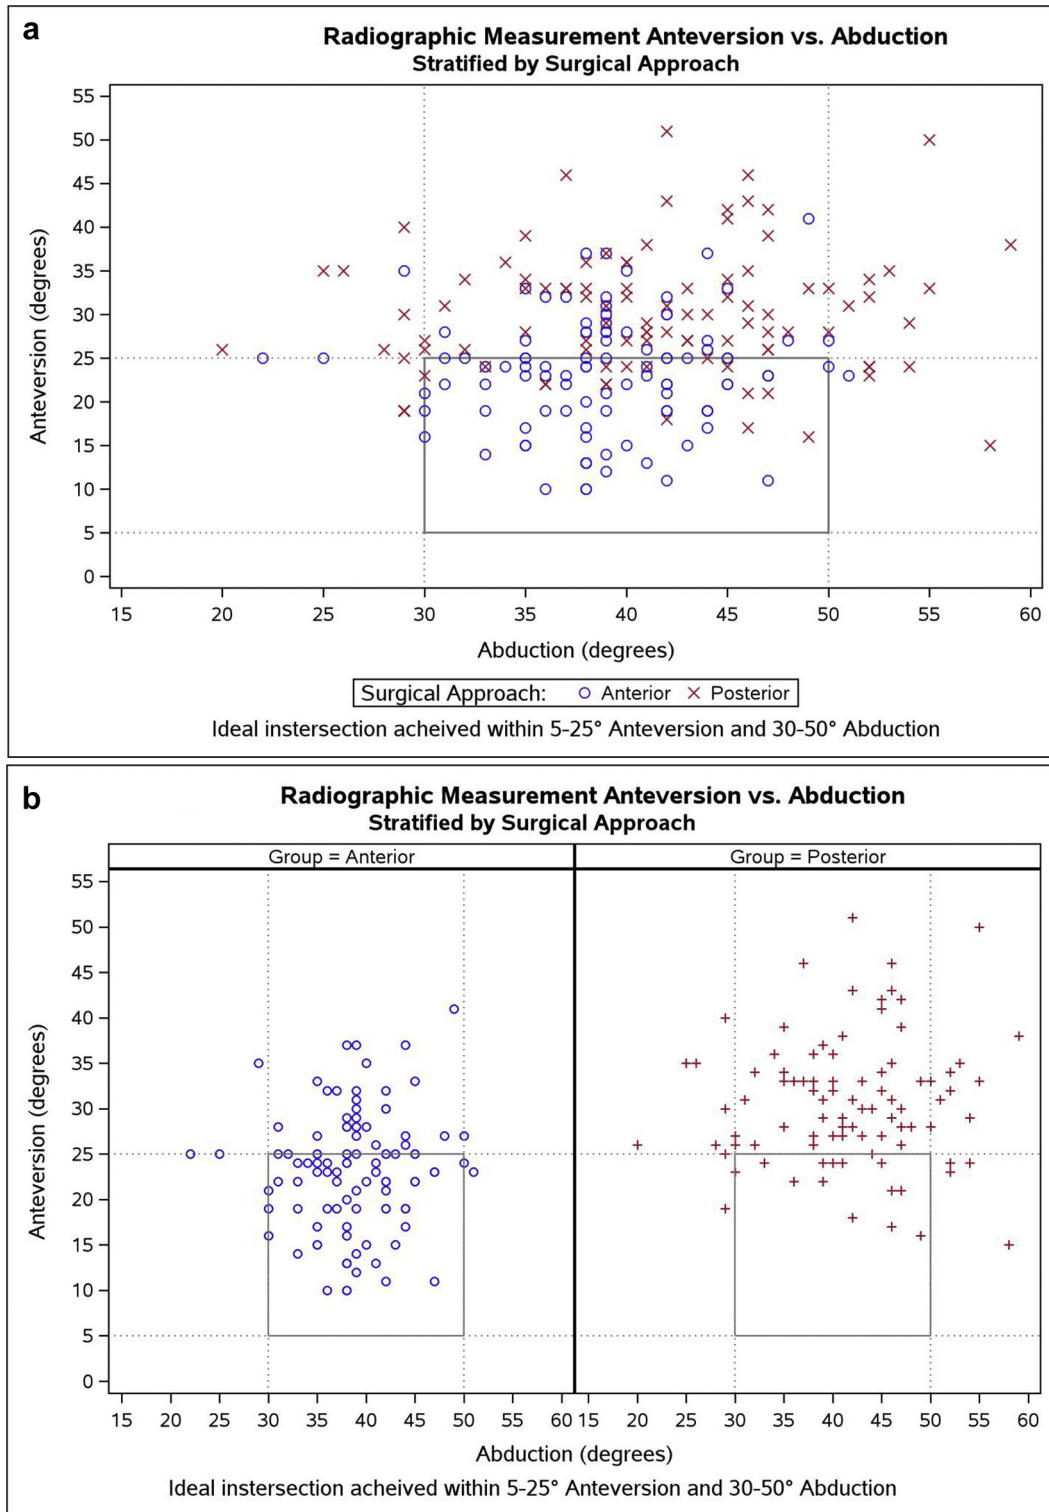 a
Radiographic Measurement Anteversion vs. Abduction
Stratified by Surgical Approach
55
50
45
40
35
30
25
20
15
10
5
0
Anteversion (degrees)
15 20 25 30 35 40 45 50 55 60
Abduction (degrees)
Surgical Approach: Anterior Posterior
Ideal instersection acheived within 5-25° Anteversion and 30-50° Abduction
b
Radiographic Measurement Anteversion vs. Abduction
Stratified by Surgical Approach
Group = Anterior Group = Posterior
55
50
45
40
35
30
25
20
15
10
5
0
Anteversion (degrees)
15 20 25 30 35 40 45 50 55 60 15 20 25 30 35 40 45 50 55 60
Abduction (degrees)
Ideal instersection acheived within 5-25° Anteversion and 30-50° Abduction